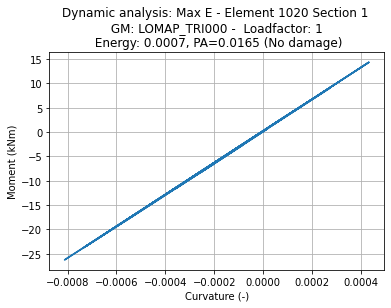 Dynamic analysis: Max E - Element 1020 Section 1
GM: LOMAP_TRI000 -  Loadfactor: 1
Energy: 0.0007, PA=0.0165 (No damage)
Moment (kNm)
15
10
5
0
−5
−10
−15
−20
−25
−0.0008 −0.0006 −0.0004 −0.0002 0.0000 0.0002 0.0004
Curvature (-)